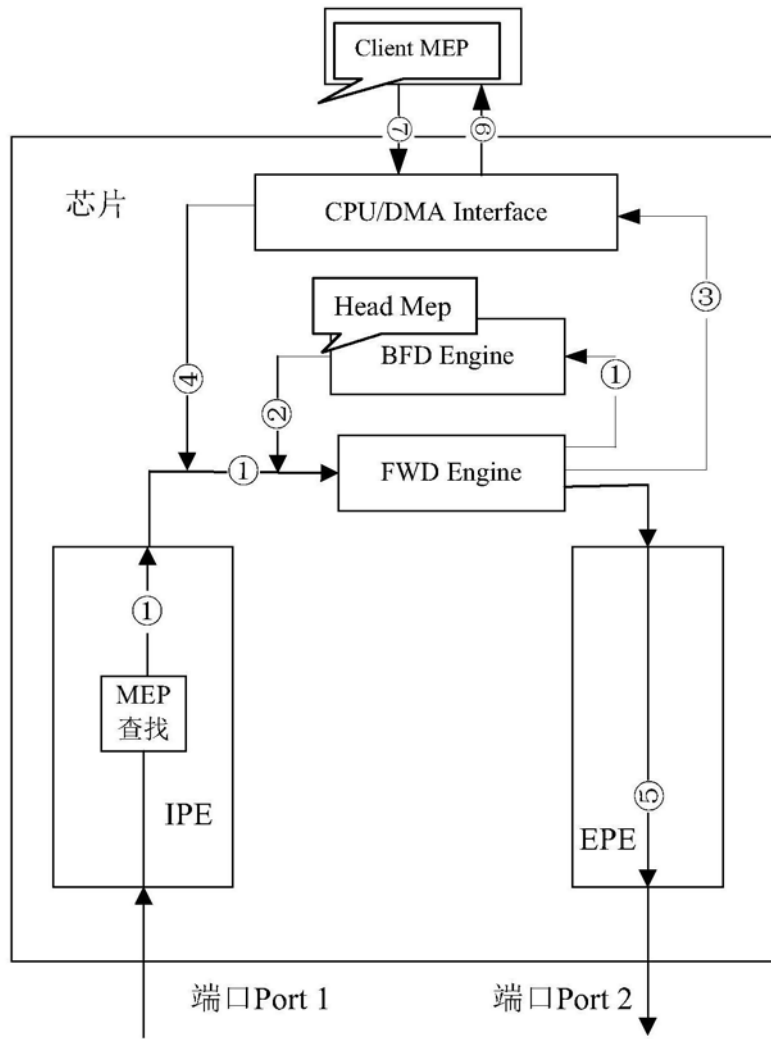 Client MEP
⑦
⑥
芯片
CPU/DMA Interface
③
Head Mep
④
BFD Engine
①
②
①
FWD Engine
①
MEP
查找
IPE
⑤
EPE
端口Port 1
端口Port 2